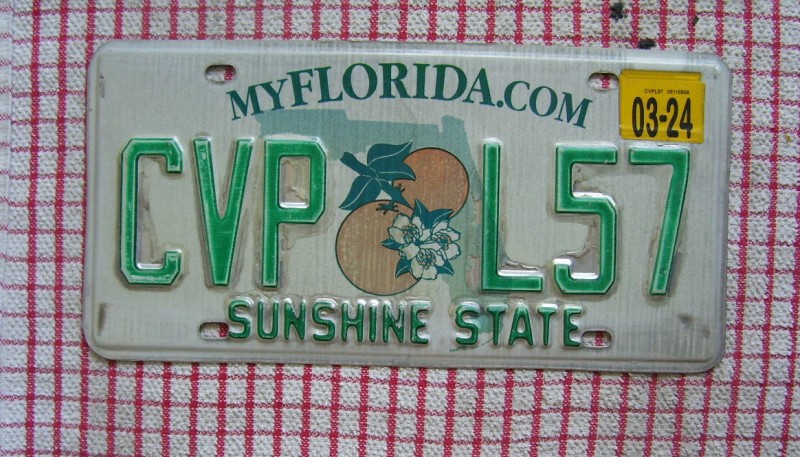 MYFLORIDA.COM
03-24
CVP L57
SUNSHINE STATE